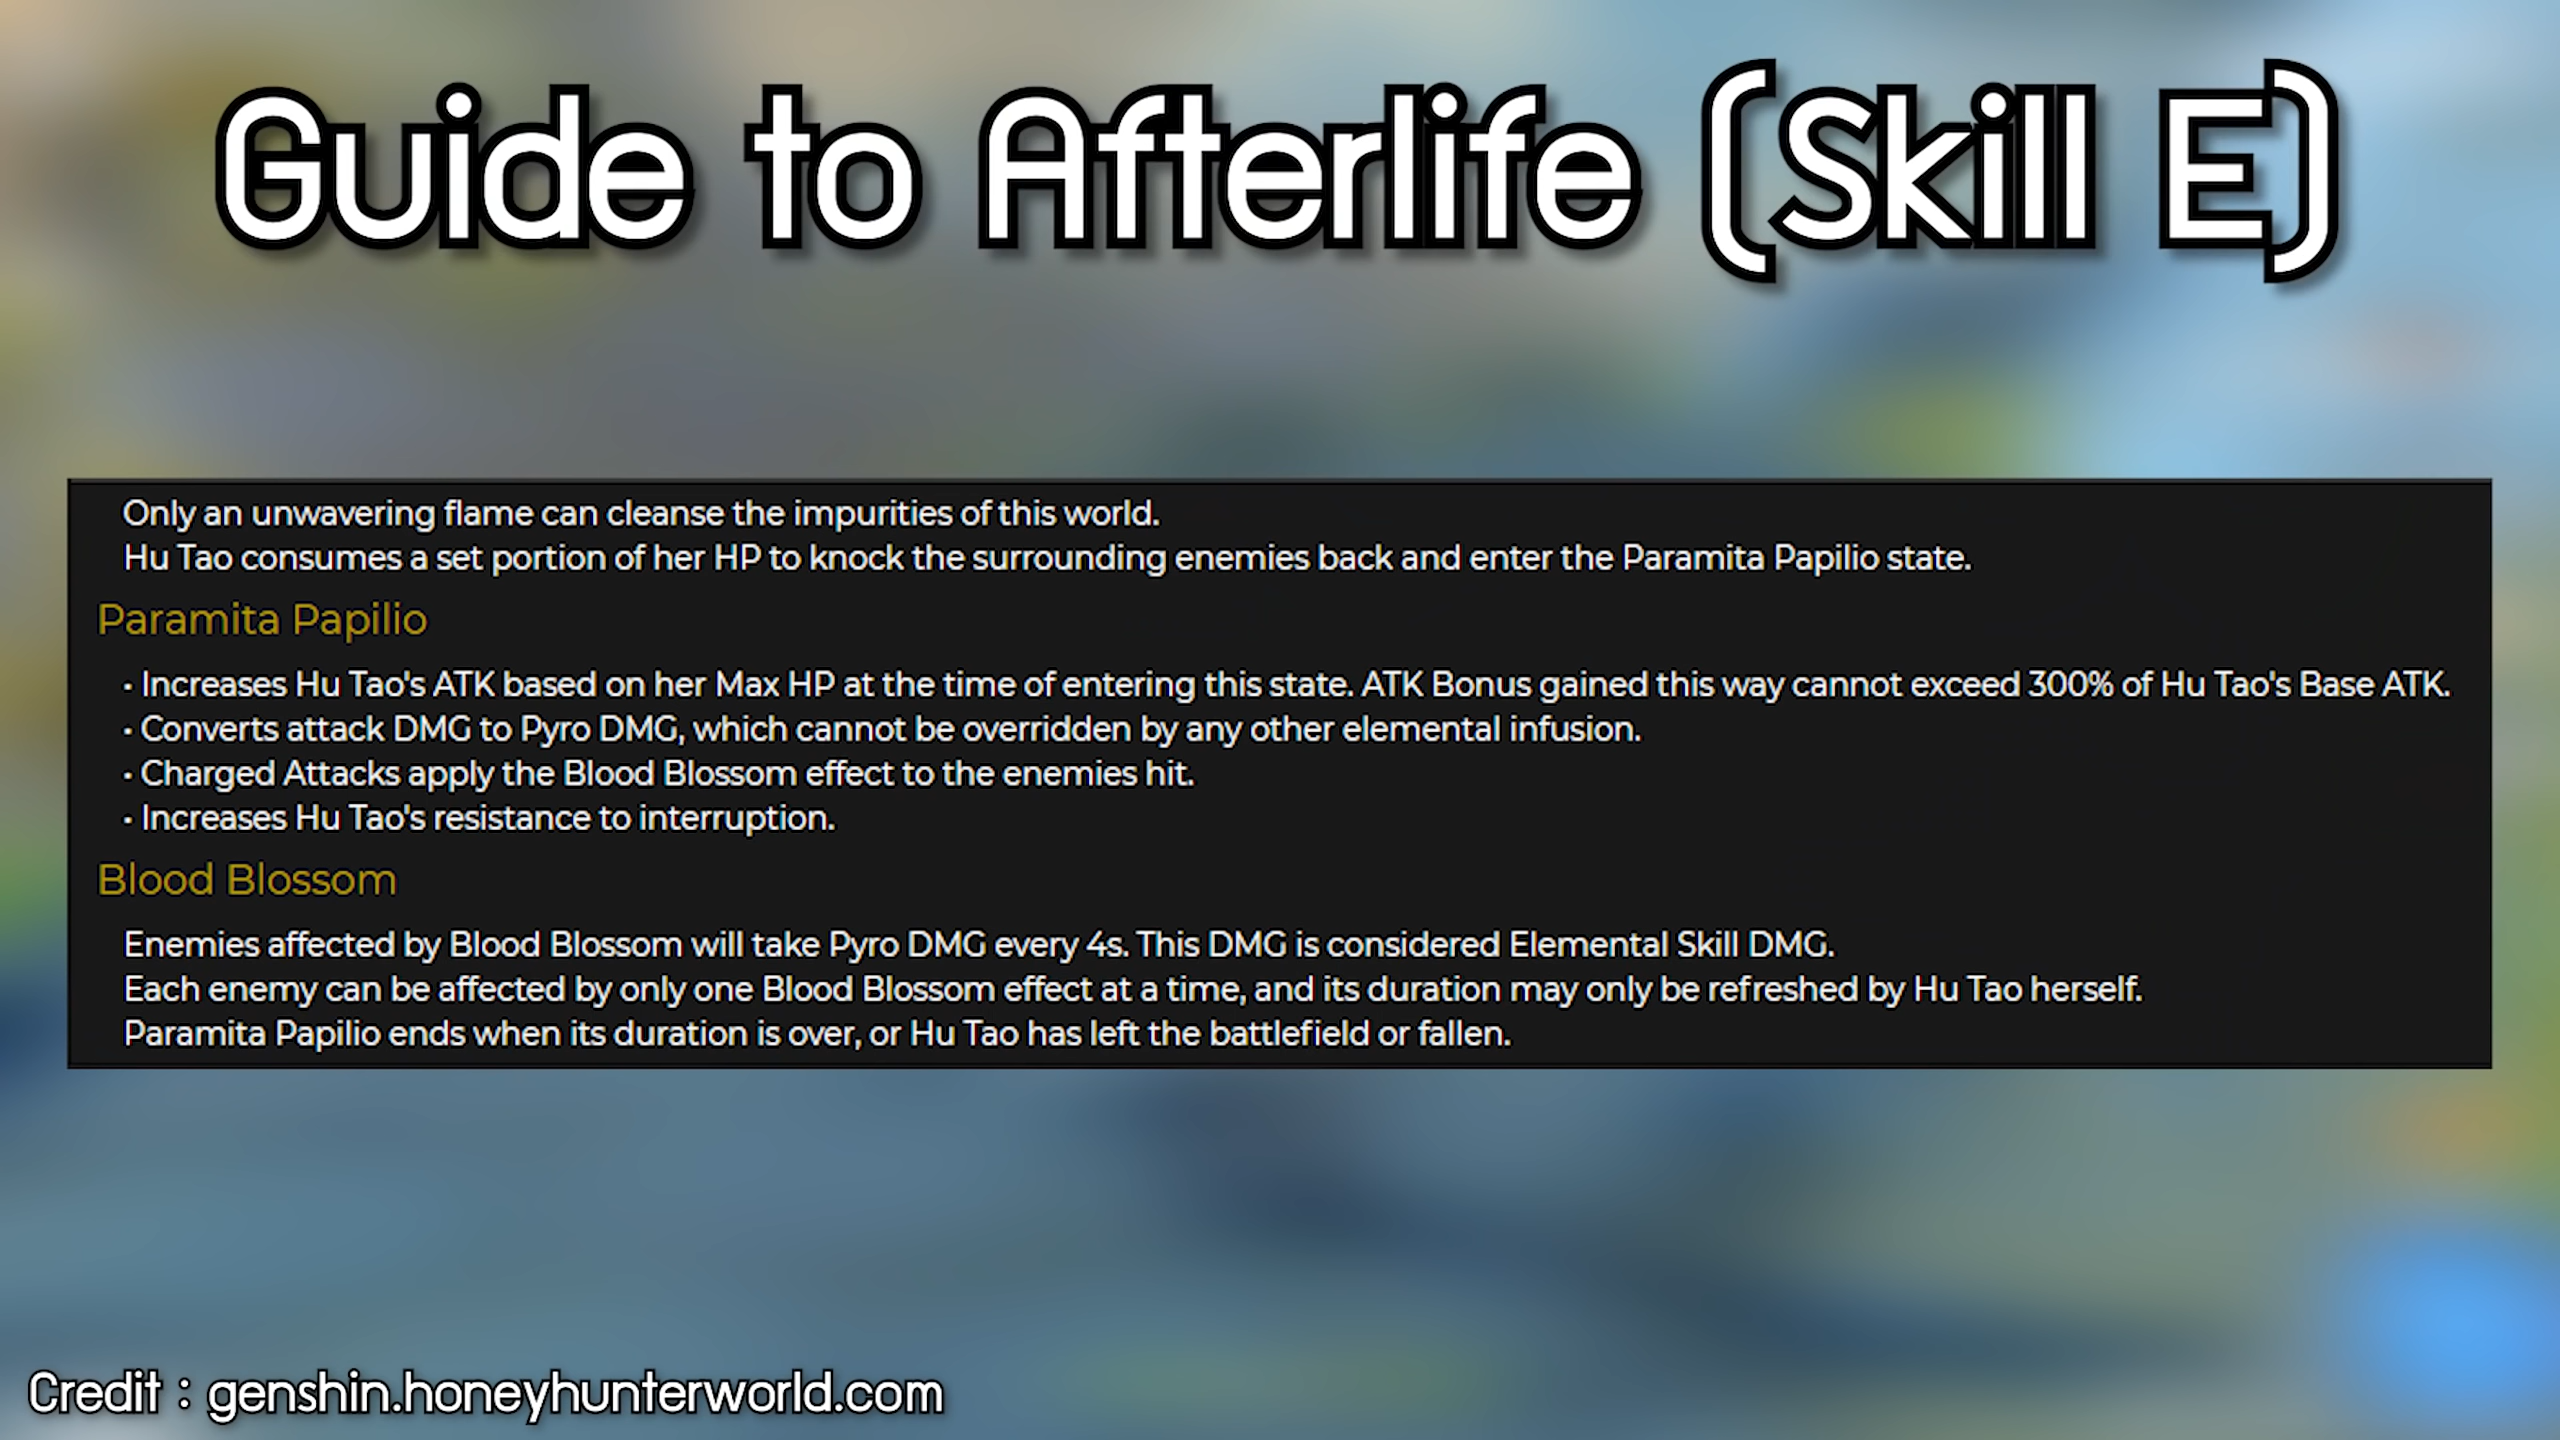 Guide to Afterlife (Skill E)
Only an unwavering flame can cleanse the impurities of this world.
Hu Tao consumes a set portion of her HP to knock the surrounding enemies back and enter the Paramita Papilio state.
Paramita Papilio
· Increases Hu Tao's ATK based on her Max HP at the time of entering this state. ATK Bonus gained this way cannot exceed 300% of Hu Tao's Base ATK.
· Converts attack DMG to Pyro DMG, which cannot be overridden by any other elemental infusion.
· Charged Attacks apply the Blood Blossom effect to the enemies hit.
· Increases Hu Tao's resistance to interruption.
Blood Blossom
Enemies affected by Blood Blossom will take Pyro DMG every 4s. This DMG is considered Elemental Skill DMG.
Each enemy can be affected by only one Blood Blossom effect at a time, and its duration may only be refreshed by Hu Tao herself.
Paramita Papilio ends when its duration is over, or Hu Tao has left the battlefield or fallen.
Credit : genshin.honeyhunterworld.com